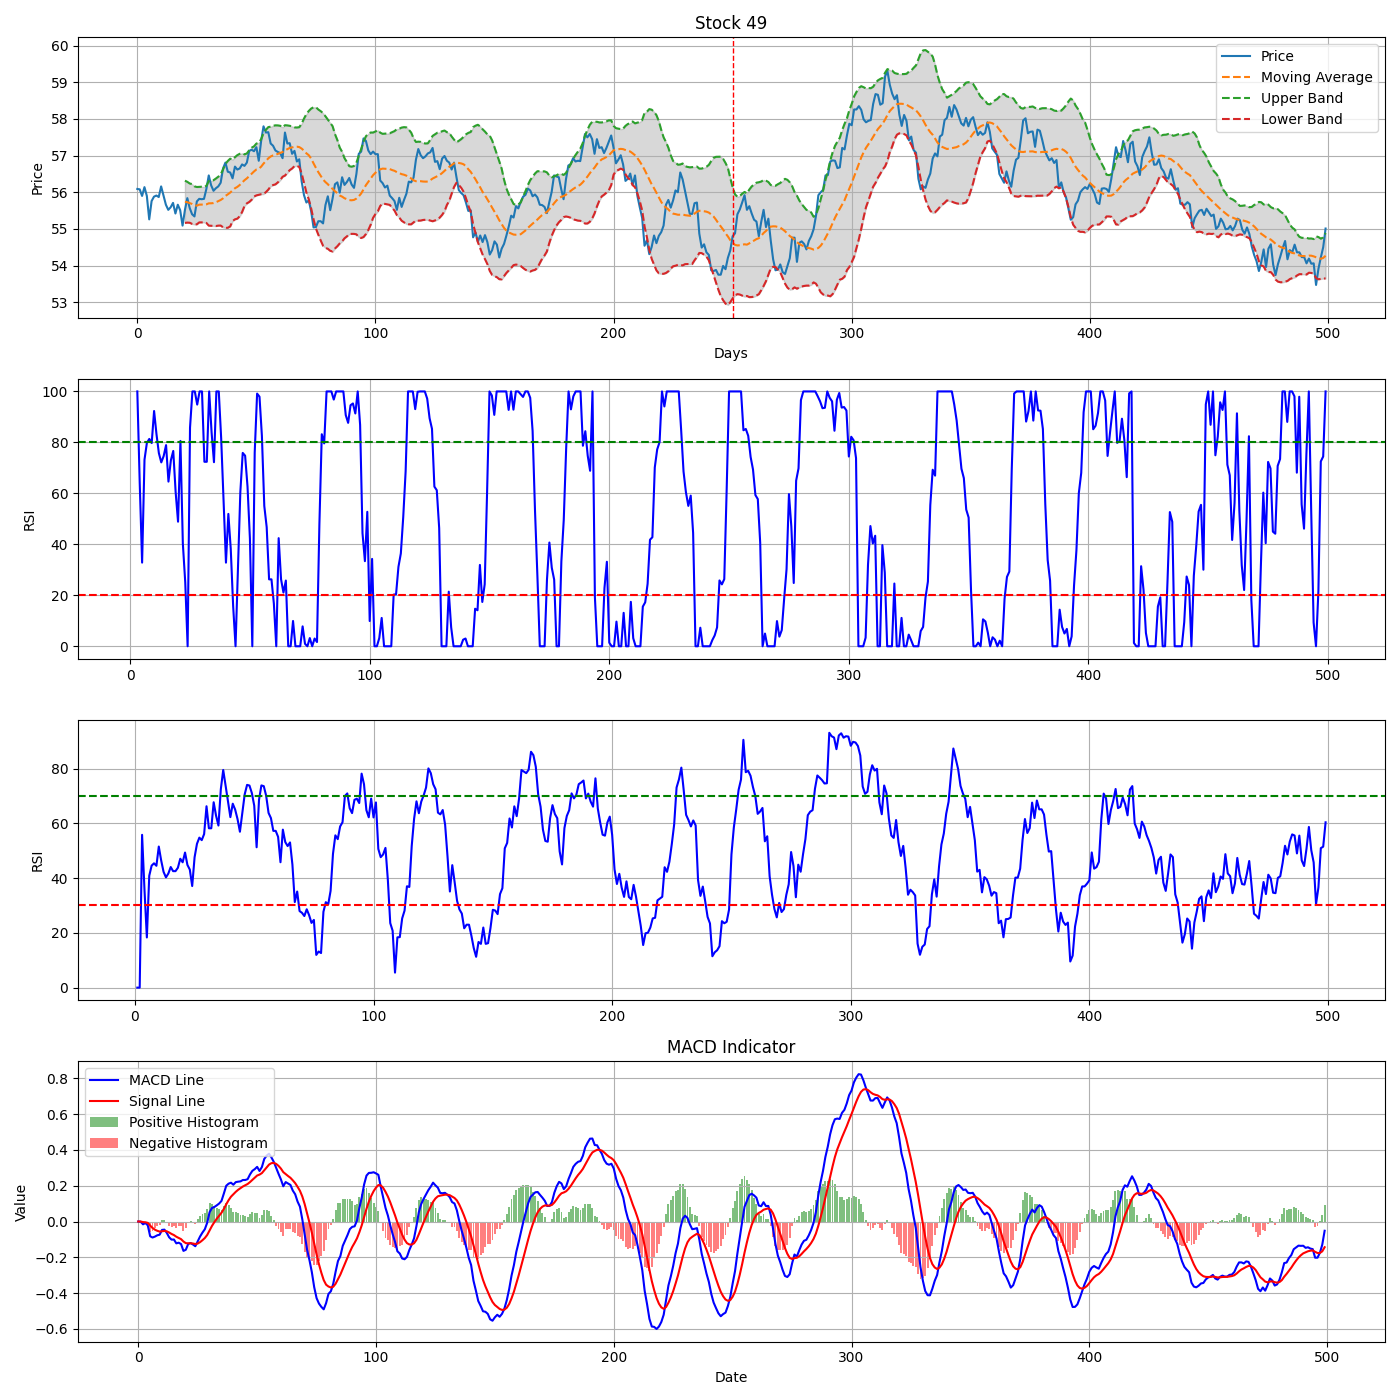 Stock 49
60
59
58
57
56
55
54
53
Price
Price
Moving Average
Upper Band
Lower Band
0 100 200 300 400 500
Days
100
80
60
40
20
0
RSI
0 100 200 300 400 500
80
60
40
20
0
RSI
0 100 200 300 400 500
MACD Indicator
0.8
0.6
0.4
0.2
0.0
−0.2
−0.4
−0.6
Value
MACD Line
Signal Line
Positive Histogram
Negative Histogram
0 100 200 300 400 500
Date